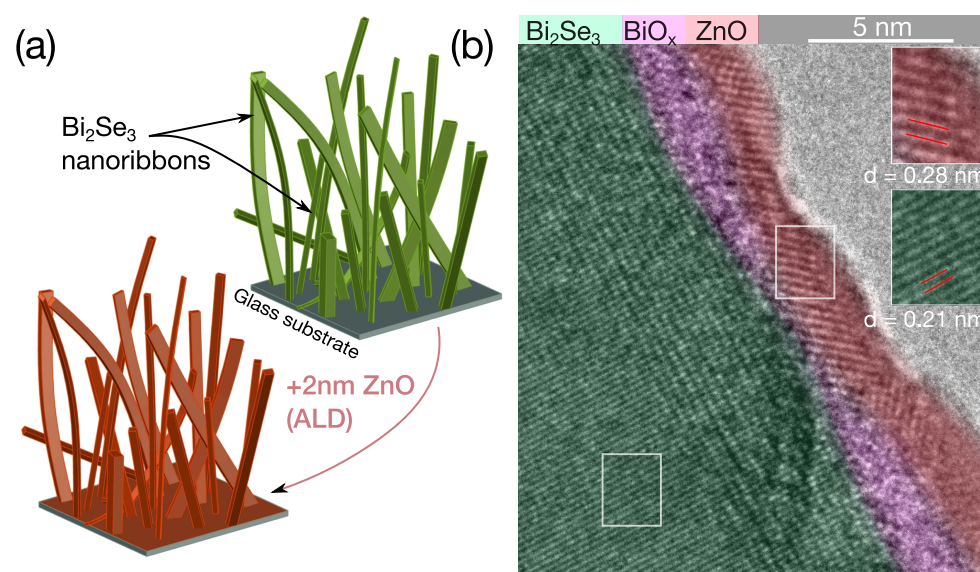 (a)
Bi₂Se₃
nanoribbons
Glass substrate
+2nm ZnO
(ALD)
(b)
Bi₂Se₃ BiOₓ ZnO 5 nm
d = 0.28 nm
d = 0.21 nm